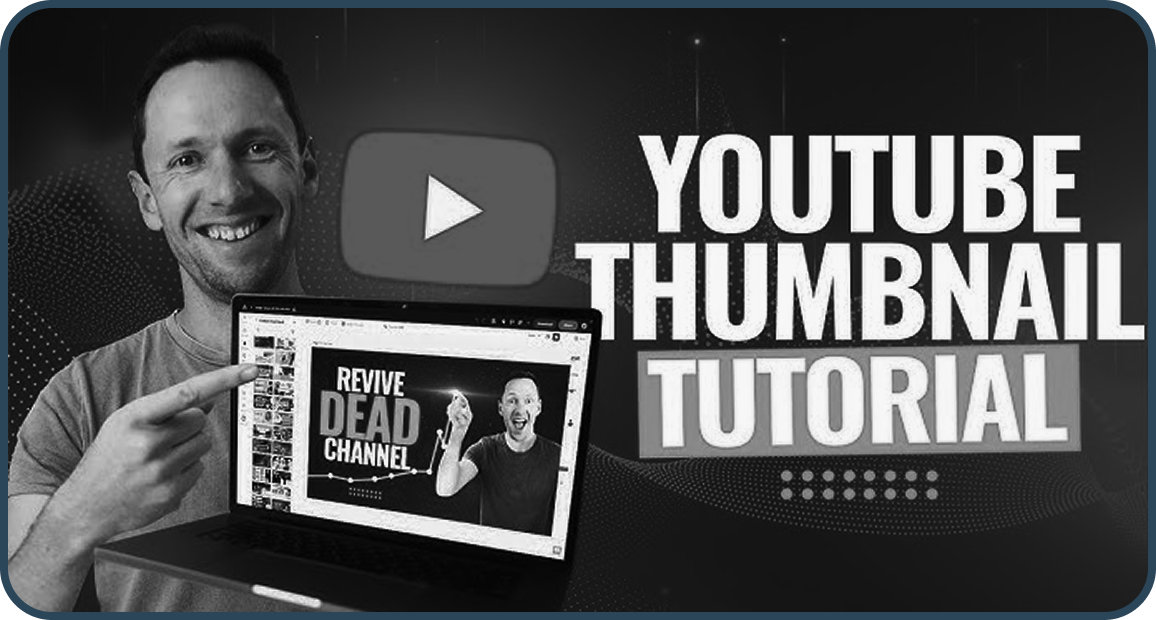 YOUTUBE
THUMBNAIL
TUTORIAL
REVIVE
DEAD
CHANNEL